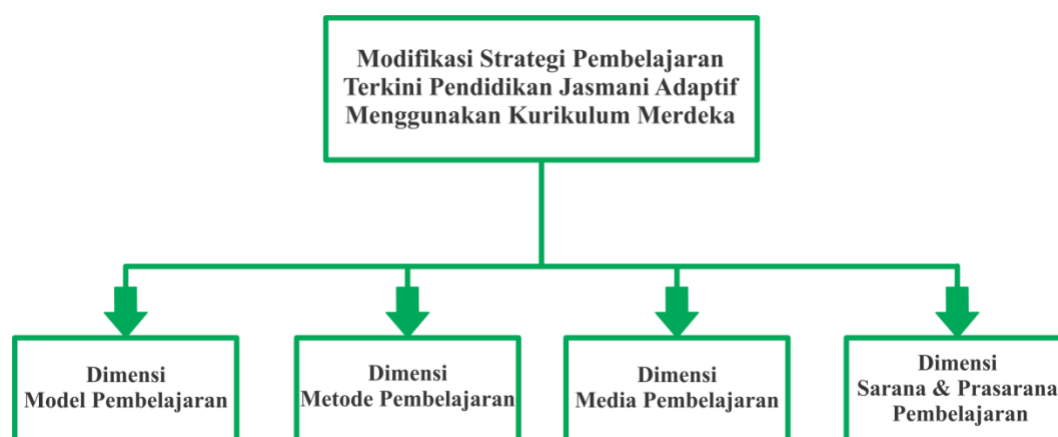 Modifikasi Strategi Pembelajaran
Terkini Pendidikan Jasmani Adaptif
Menggunakan Kurikulum Merdeka
Dimensi
Model Pembelajaran
Dimensi
Metode Pembelajaran
Dimensi
Media Pembelajaran
Dimensi
Sarana & Prasarana
Pembelajaran